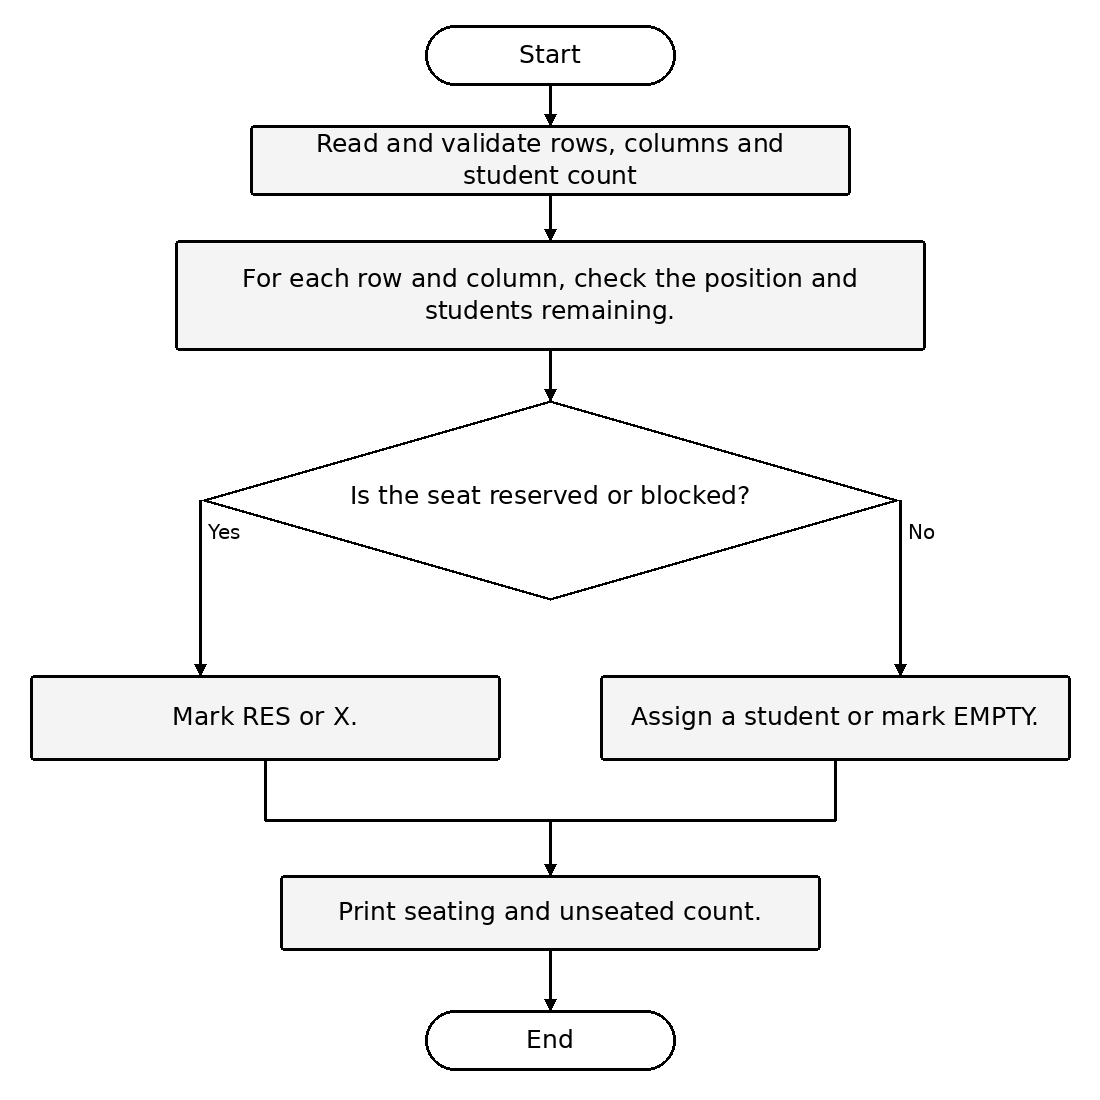 Start
Read and validate rows, columns and
student count
For each row and column, check the position and
students remaining.
Is the seat reserved or blocked?
Yes
No
Mark RES or X.
Assign a student or mark EMPTY.
Print seating and unseated count.
End